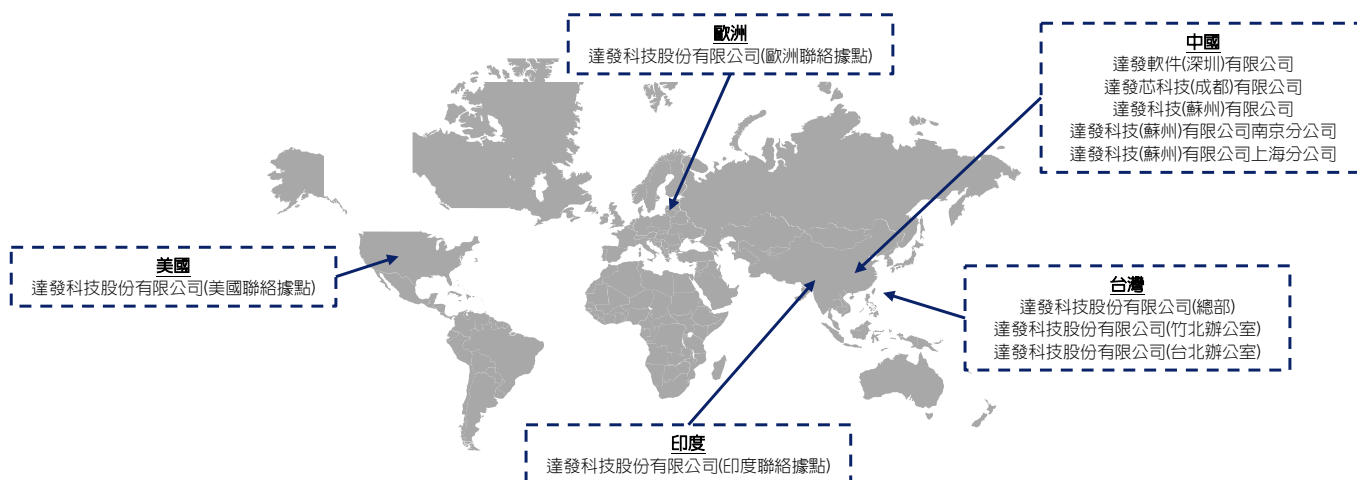 歐洲
達發科技股份有限公司(歐洲聯絡據點)
中國
達發軟件(深圳)有限公司
達發芯科技(成都)有限公司
達發科技(蘇州)有限公司
達發科技(蘇州)有限公司南京分公司
達發科技(蘇州)有限公司上海分公司
美國
達發科技股份有限公司(美國聯絡據點)
台灣
達發科技股份有限公司(總部)
達發科技股份有限公司(竹北辦公室)
達發科技股份有限公司(台北辦公室)
印度
達發科技股份有限公司(印度聯絡據點)